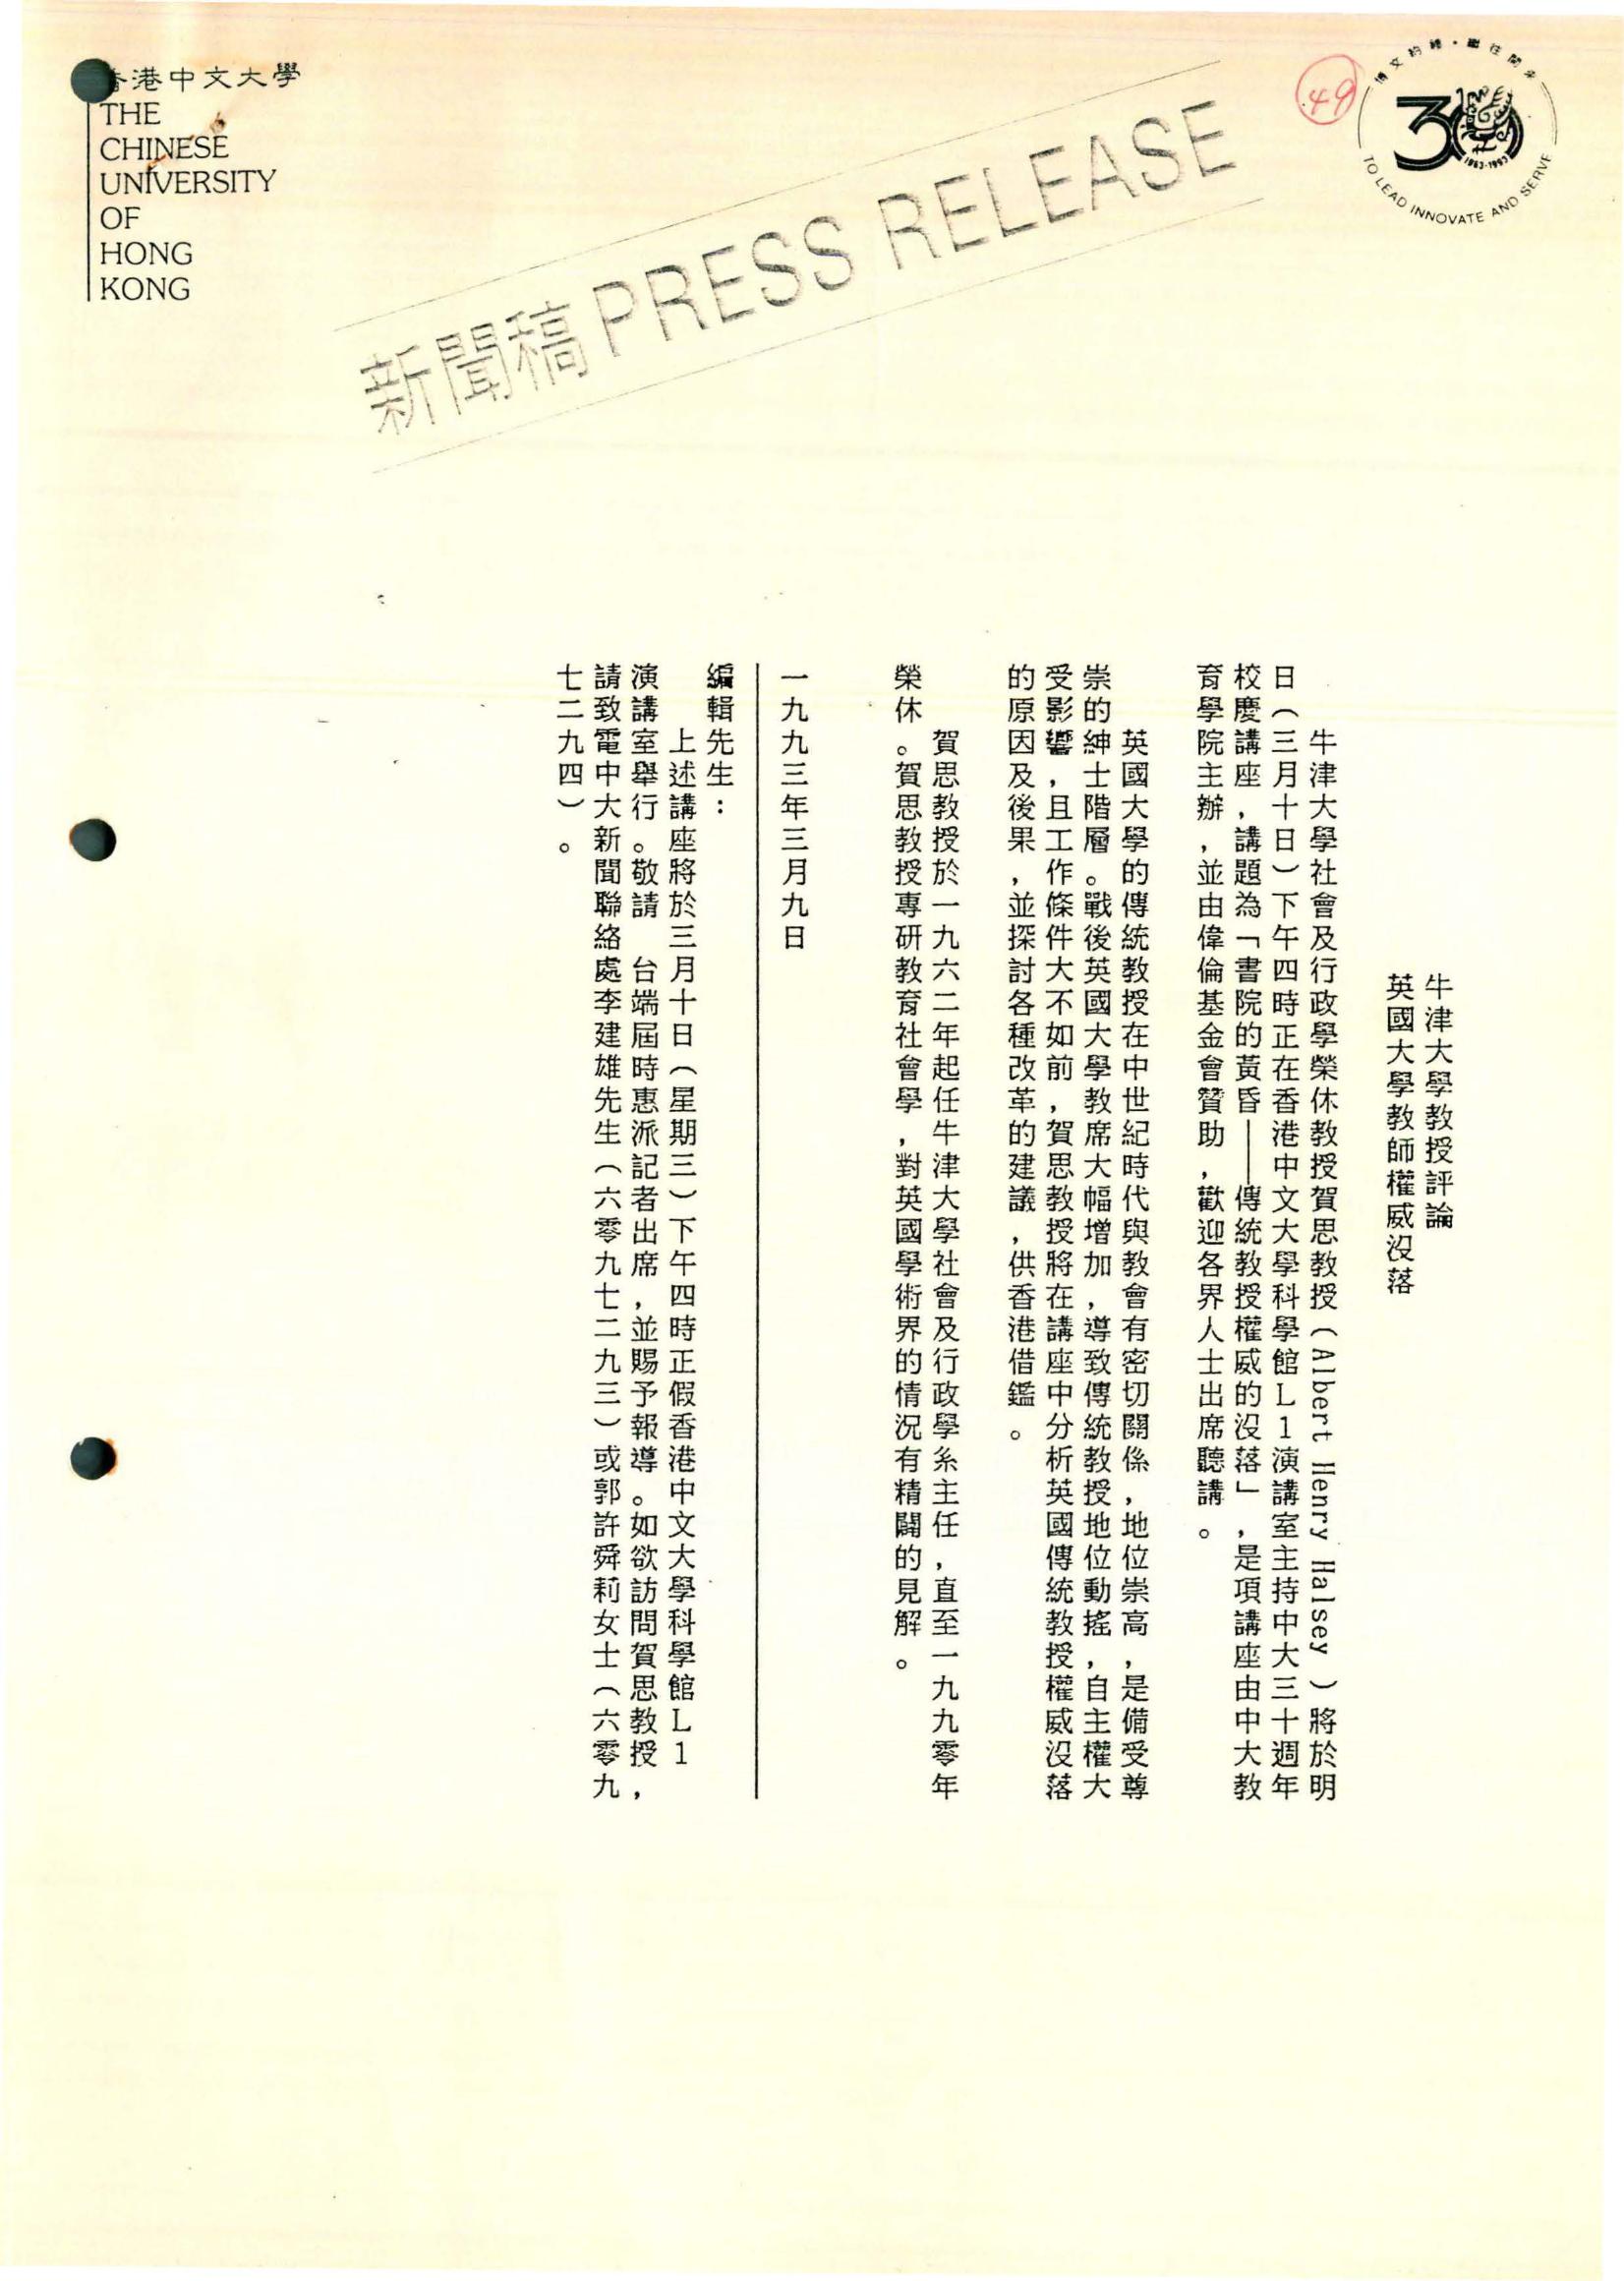 香港中文大學
THE
CHINESE
UNIVERSITY
OF
HONG
KONG
49
博文約禮・繼往開來
30
1963-1993
TO LEAD INNOVATE AND SERVE
新聞稿 PRESS RELEASE
牛津大學教授評論
英國大學教師權威沒落
牛津大學社會及行政學榮休教授賀思教授（Albert Henry Halsey）將於明
日（三月十日）下午四時正在香港中文大學科學館L1演講室主持中大三十週年
校慶講座，講題為「書院的黃昏——傳統教授權威的沒落」，是項講座由中大教
育學院主辦，並由偉倫基金會贊助，歡迎各界人士出席聽講。
英國大學的傳統教授在中世紀時代與教會有密切關係，地位崇高，是備受尊
崇的紳士階層。戰後英國大學教席大幅增加，導致傳統教授地位動搖，自主權大
受影響，且工作條件大不如前，賀思教授將在講座中分析英國傳統教授權威沒落
的原因及後果，並探討各種改革的建議，供香港借鑑。
賀思教授於一九六二年起任牛津大學社會及行政學系主任，直至一九九零年
榮休。賀思教授專研教育社會學，對英國學術界的情況有精闢的見解。
一九九三年三月九日
編輯先生：
上述講座將於三月十日（星期三）下午四時正假香港中文大學科學館L1
演講室舉行。敬請　台端屆時惠派記者出席，並賜予報導。如欲訪問賀思教授，
請致電中大新聞聯絡處李建雄先生（六零九七二九三）或郭許舜莉女士（六零九
七二九四）。